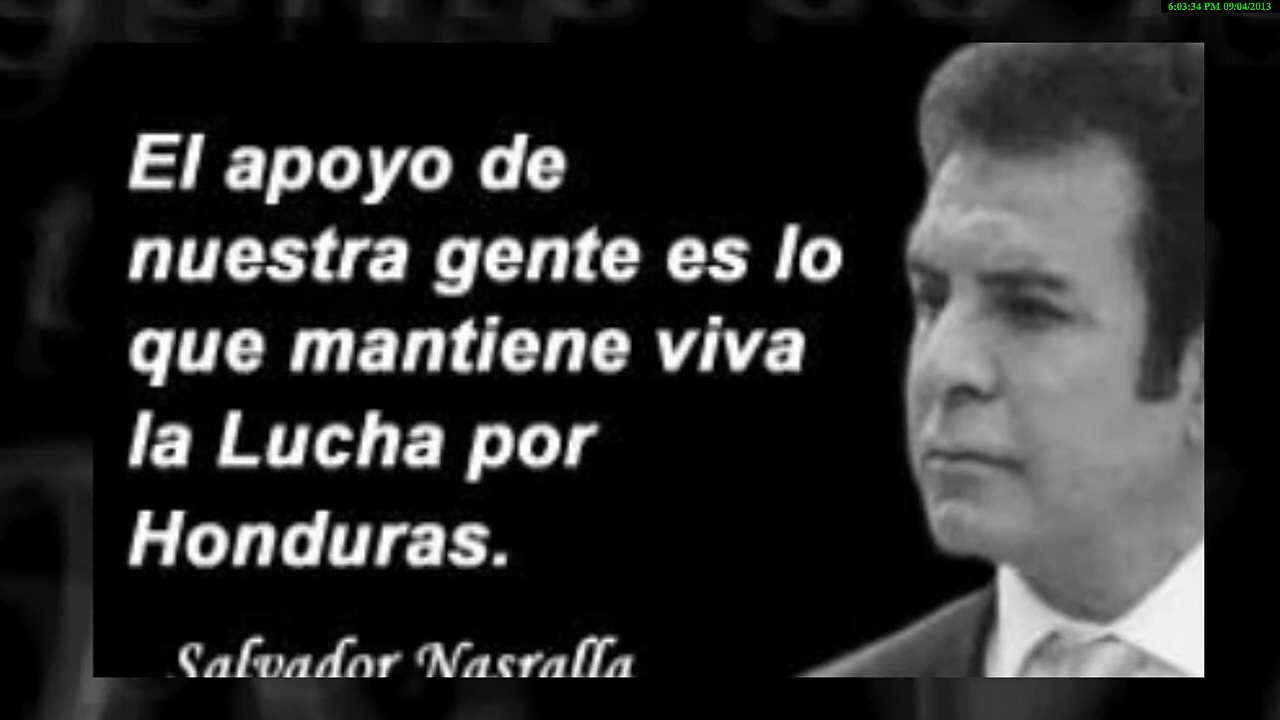 6:03:34 PM 09/04/2013
El apoyo de
nuestra gente es lo
que mantiene viva
la Lucha por
Honduras.
Salvador Nasralla